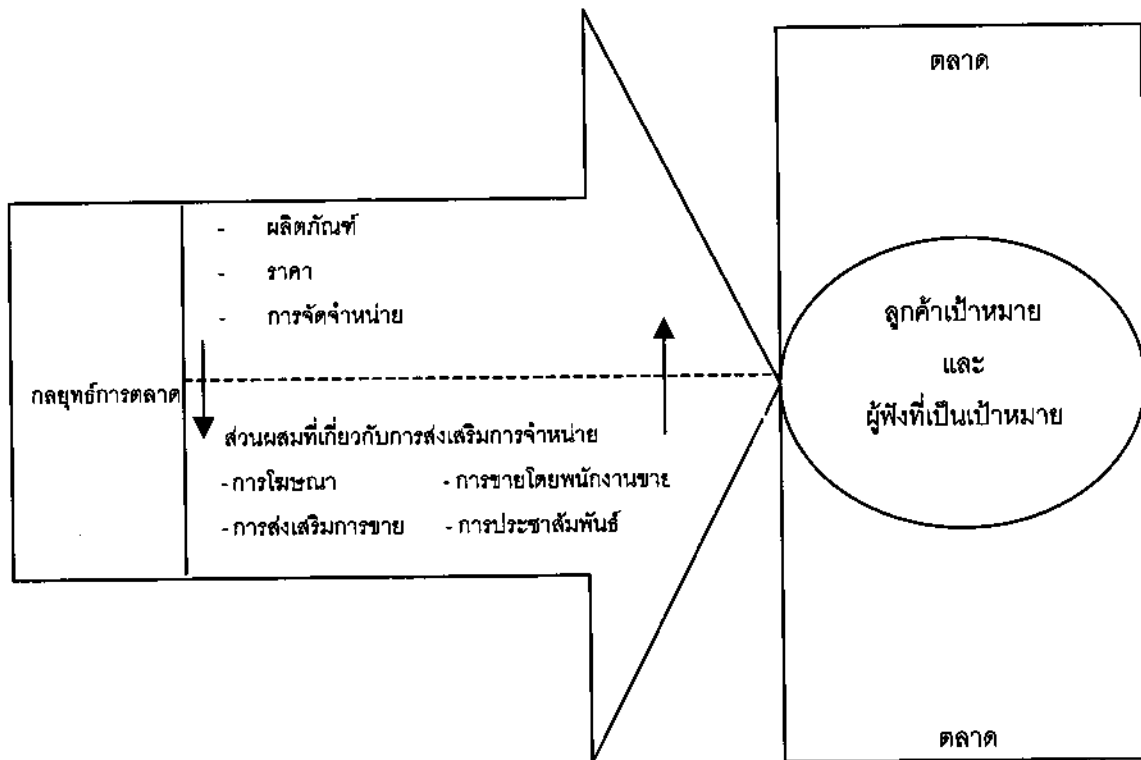 ตลาด
- ผลิตภัณฑ์
- ราคา
- การจัดจำหน่าย
กลยุทธ์การตลาด
ส่วนผสมที่เกี่ยวกับการส่งเสริมการจำหน่าย
-การโฆษณา - การขายโดยพนักงานขาย
-การส่งเสริมการขาย - การประชาสัมพันธ์
ลูกค้าเป้าหมาย
และ
ผู้ฟังที่เป็นเป้าหมาย
ตลาด